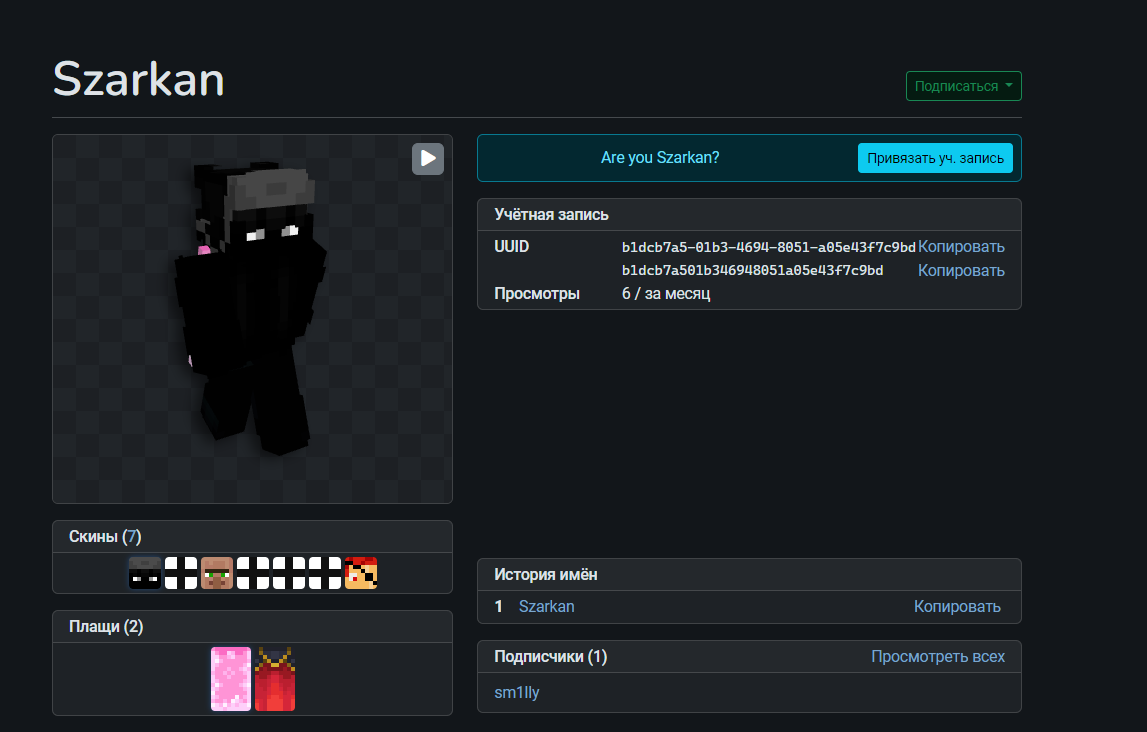 Szarkan
Подписаться
Are you Szarkan?
Привязать уч. запись
Учётная запись
UUID
b1dcb7a5-01b3-4694-8051-a05e43f7c9bd Копировать
b1dcb7a501b346948051a05e43f7c9bd Копировать
Просмотры 6 / за месяц
Скины (7)
Плащи (2)
История имён
1 Szarkan Копировать
Подписчики (1) Просмотреть всех
sm1lly